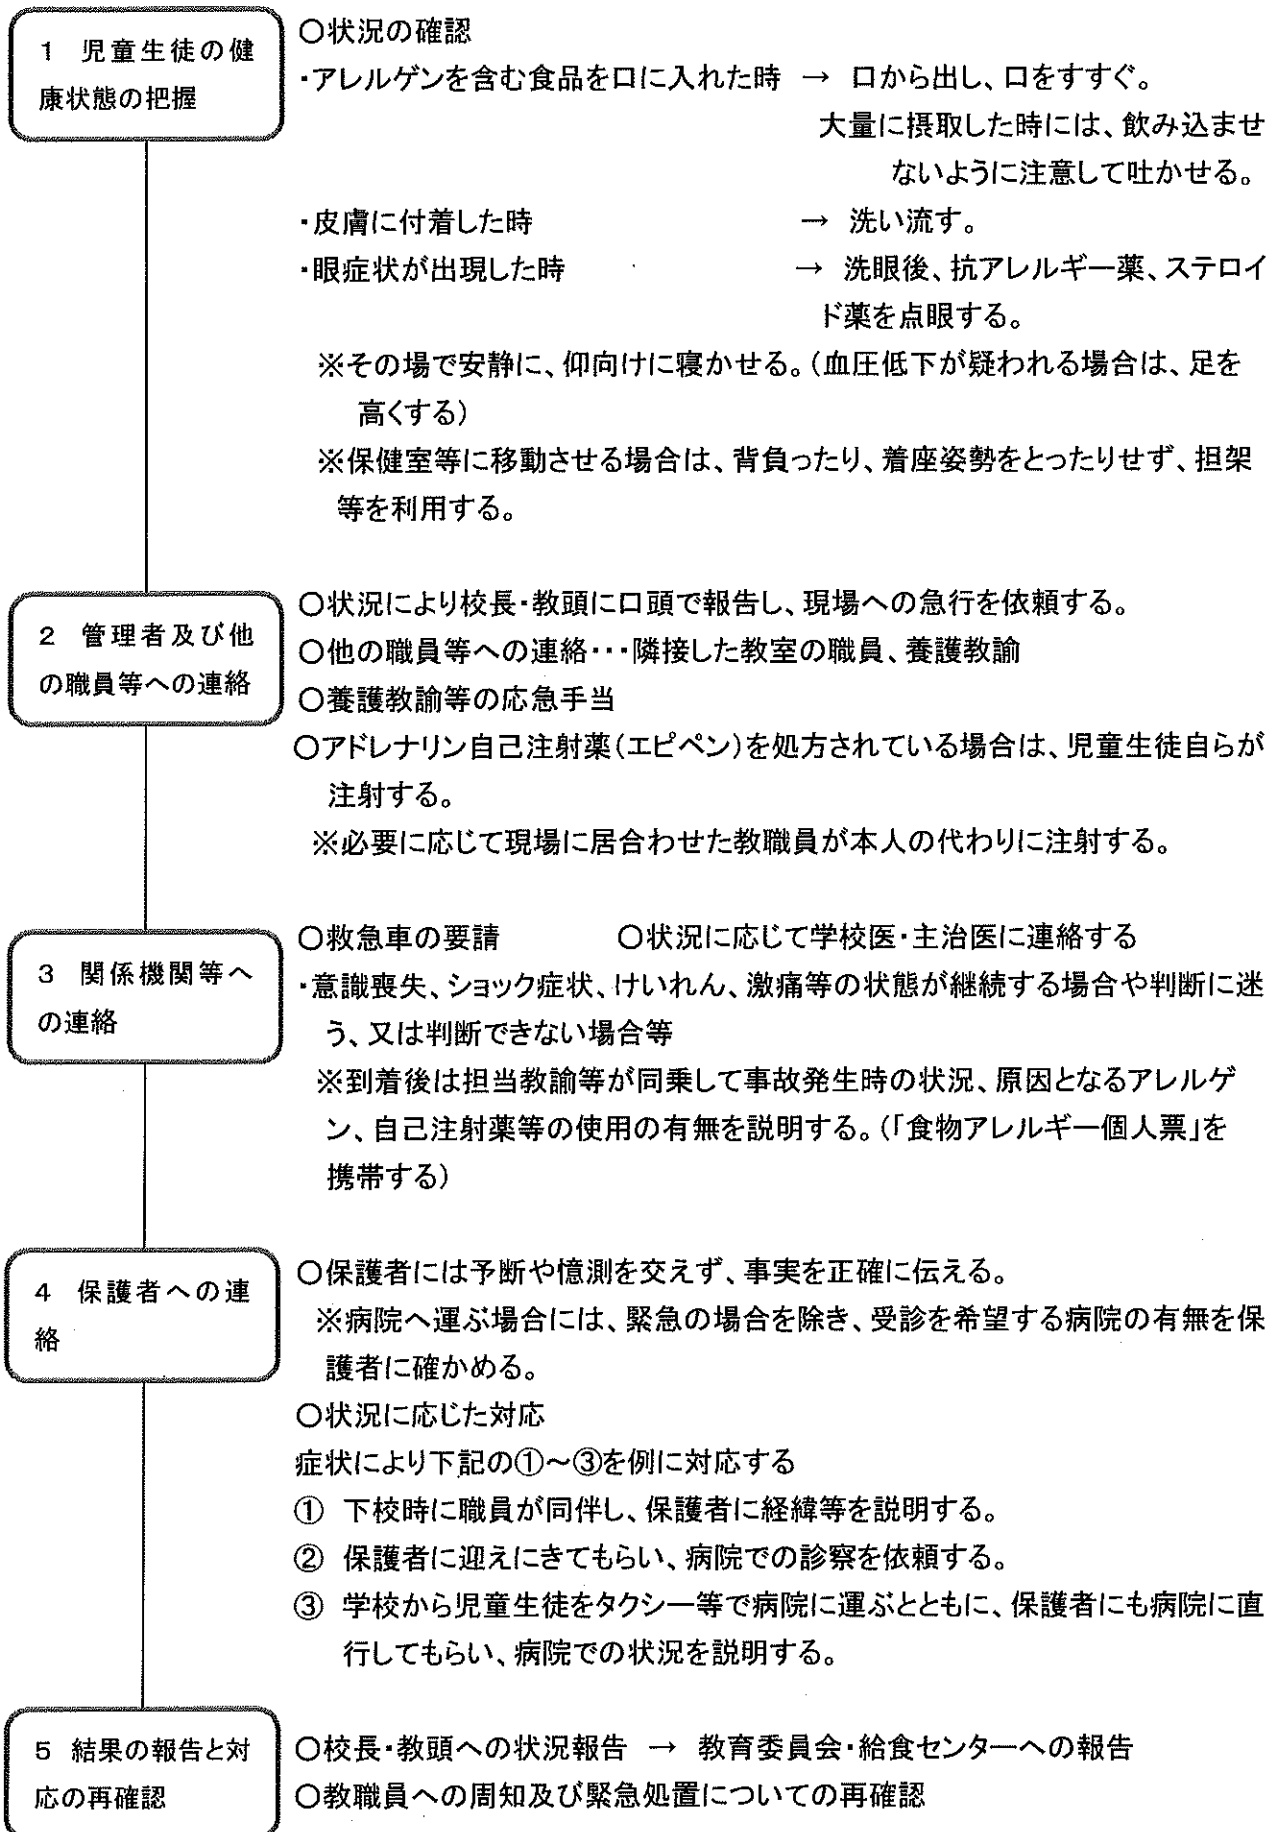 1 児童生徒の健
康状態の把握
○状況の確認
・アレルゲンを含む食品を口に入れた時 → 口から出し、口をすすぐ。
大量に摂取した時には、飲み込ませ
ないように注意して吐かせる。
・皮膚に付着した時 → 洗い流す。
・眼症状が出現した時 → 洗眼後、抗アレルギー薬、ステロイ
ド薬を点眼する。
※その場で安静に、仰向けに寝かせる。(血圧低下が疑われる場合は、足を
高くする)
※保健室等に移動させる場合は、背負ったり、着座姿勢をとったりせず、担架
等を利用する。
2 管理者及び他
の職員等への連絡
○状況により校長・教頭に口頭で報告し、現場への急行を依頼する。
○他の職員等への連絡・・・隣接した教室の職員、養護教諭
○養護教諭等の応急手当
○アドレナリン自己注射薬(エピペン)を処方されている場合は、児童生徒自らが
注射する。
※必要に応じて現場に居合わせた教職員が本人の代わりに注射する。
3 関係機関等へ
の連絡
○救急車の要請 ○状況に応じて学校医・主治医に連絡する
・意識喪失、ショック症状、けいれん、激痛等の状態が継続する場合や判断に迷
う、又は判断できない場合等
※到着後は担当教諭等が同乗して事故発生時の状況、原因となるアレルゲ
ン、自己注射薬等の使用の有無を説明する。(「食物アレルギー個人票」を
携帯する)
4 保護者への連
絡
○保護者には予断や憶測を交えず、事実を正確に伝える。
※病院へ運ぶ場合には、緊急の場合を除き、受診を希望する病院の有無を保
護者に確かめる。
○状況に応じた対応
症状により下記の①~③を例に対応する
① 下校時に職員が同伴し、保護者に経緯等を説明する。
② 保護者に迎えにきてもらい、病院での診察を依頼する。
③ 学校から児童生徒をタクシー等で病院に運ぶとともに、保護者にも病院に直
行してもらい、病院での状況を説明する。
5 結果の報告と対
応の再確認
○校長・教頭への状況報告 → 教育委員会・給食センターへの報告
○教職員への周知及び緊急処置についての再確認